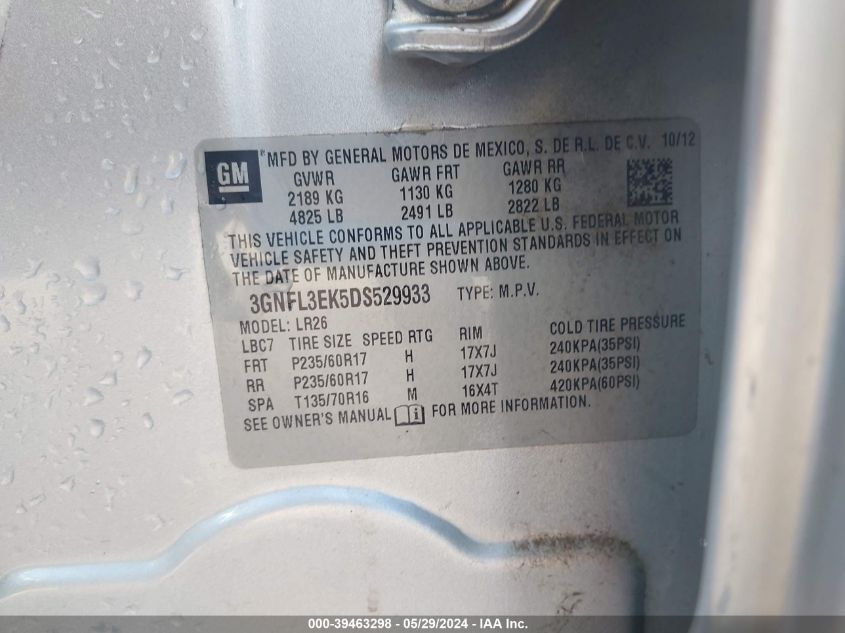 GM
MFD BY GENERAL MOTORS DE MEXICO, S. DE R.L. DE C.V. 10/12
GVWR GAWR FRT GAWR RR
2189 KG 1130 KG 1280 KG
4825 LB 2491 LB 2822 LB
THIS VEHICLE CONFORMS TO ALL APPLICABLE U.S. FEDERAL MOTOR
VEHICLE SAFETY AND THEFT PREVENTION STANDARDS IN EFFECT ON
THE DATE OF MANUFACTURE SHOWN ABOVE.
3GNFL3EK5DS529933 TYPE: M.P.V.
MODEL: LR26
LBC7 TIRE SIZE SPEED RTG RIM COLD TIRE PRESSURE
FRT P235/60R17 H 17X7J 240KPA(35PSI)
RR P235/60R17 H 17X7J 240KPA(35PSI)
SPA T135/70R16 M 16X4T 420KPA(60PSI)
SEE OWNER'S MANUAL FOR MORE INFORMATION.
000-39463298 - 05/29/2024 - IAA Inc.